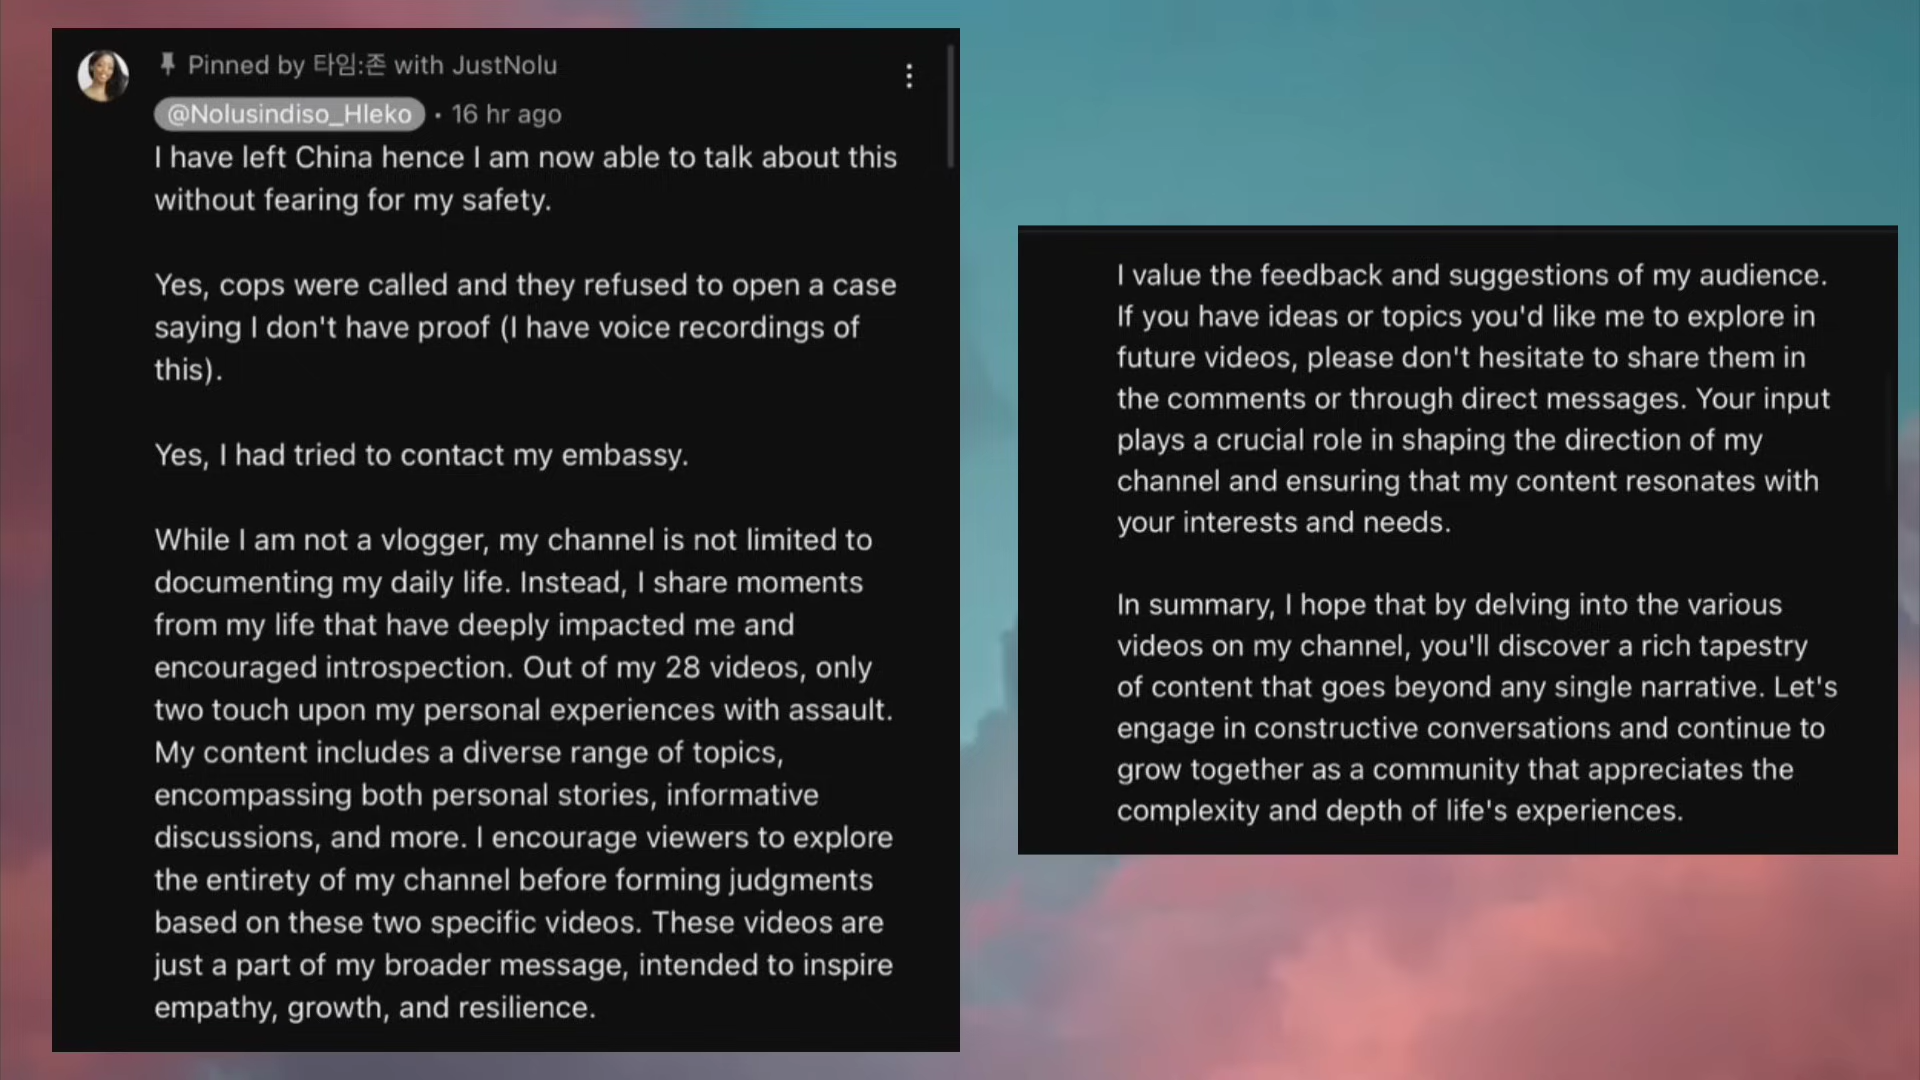 Pinned by 타임:존 with JustNolu
@Nolusindiso_Hleko · 16 hr ago
I have left China hence I am now able to talk about this
without fearing for my safety.
Yes, cops were called and they refused to open a case
saying I don't have proof (I have voice recordings of
this).
Yes, I had tried to contact my embassy.
While I am not a vlogger, my channel is not limited to
documenting my daily life. Instead, I share moments
from my life that have deeply impacted me and
encouraged introspection. Out of my 28 videos, only
two touch upon my personal experiences with assault.
My content includes a diverse range of topics,
encompassing both personal stories, informative
discussions, and more. I encourage viewers to explore
the entirety of my channel before forming judgments
based on these two specific videos. These videos are
just a part of my broader message, intended to inspire
empathy, growth, and resilience.
I value the feedback and suggestions of my audience.
If you have ideas or topics you'd like me to explore in
future videos, please don't hesitate to share them in
the comments or through direct messages. Your input
plays a crucial role in shaping the direction of my
channel and ensuring that my content resonates with
your interests and needs.
In summary, I hope that by delving into the various
videos on my channel, you'll discover a rich tapestry
of content that goes beyond any single narrative. Let's
engage in constructive conversations and continue to
grow together as a community that appreciates the
complexity and depth of life's experiences.